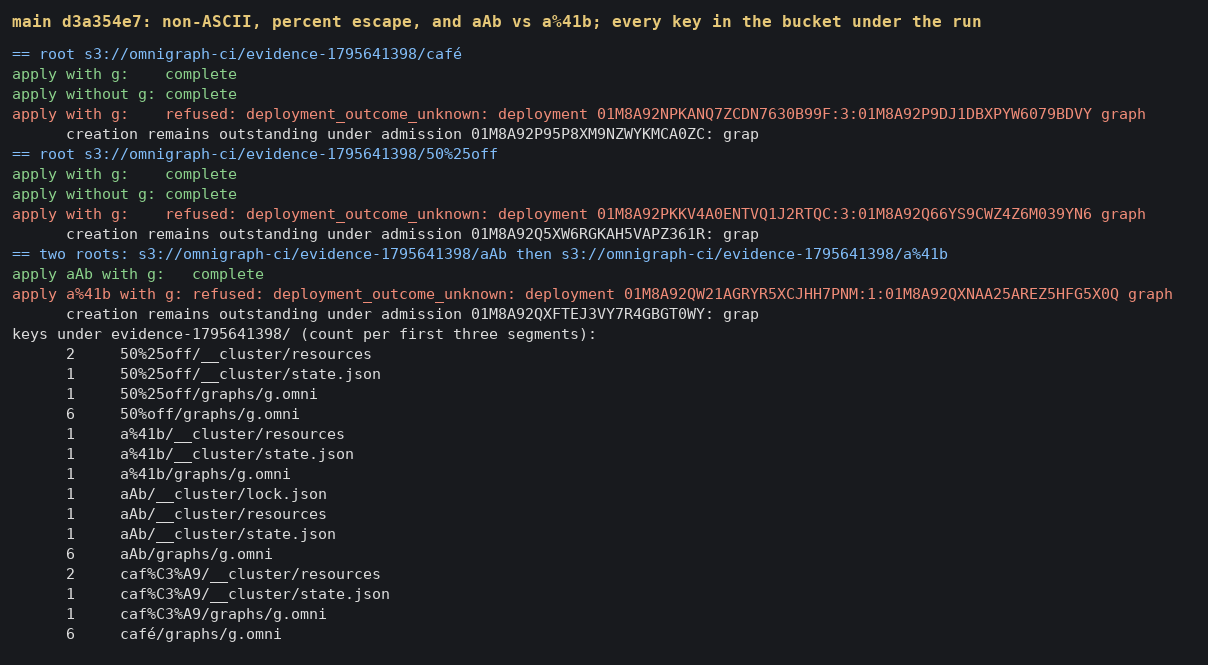 main d3a354e7: non-ASCII, percent escape, and aAb vs a%41b; every key in the bucket under the run
== root s3://omnigraph-ci/evidence-1795641398/café
apply with g:    complete
apply without g: complete
apply with g:    refused: deployment_outcome_unknown: deployment 01M8A92NPKANQ7ZCDN7630B99F:3:01M8A92P9DJ1DBXPYW6079BDVY graph
      creation remains outstanding under admission 01M8A92P95P8XM9NZWYKMCA0ZC: grap
== root s3://omnigraph-ci/evidence-1795641398/50%25off
apply with g:    complete
apply without g: complete
apply with g:    refused: deployment_outcome_unknown: deployment 01M8A92PKKV4A0ENTVQ1J2RTQC:3:01M8A92Q66YS9CWZ4Z6M039YN6 graph
      creation remains outstanding under admission 01M8A92Q5XW6RGKAH5VAPZ361R: grap
== two roots: s3://omnigraph-ci/evidence-1795641398/aAb then s3://omnigraph-ci/evidence-1795641398/a%41b
apply aAb with g:   complete
apply a%41b with g: refused: deployment_outcome_unknown: deployment 01M8A92QW21AGRYR5XCJHH7PNM:1:01M8A92QXNAA25AREZ5HFG5X0Q graph
      creation remains outstanding under admission 01M8A92QXFTEJ3VY7R4GBGT0WY: grap
keys under evidence-1795641398/ (count per first three segments):
      2     50%25off/__cluster/resources
      1     50%25off/__cluster/state.json
      1     50%25off/graphs/g.omni
      6     50%off/graphs/g.omni
      1     a%41b/__cluster/resources
      1     a%41b/__cluster/state.json
      1     a%41b/graphs/g.omni
      1     aAb/__cluster/lock.json
      1     aAb/__cluster/resources
      1     aAb/__cluster/state.json
      6     aAb/graphs/g.omni
      2     caf%C3%A9/__cluster/resources
      1     caf%C3%A9/__cluster/state.json
      1     caf%C3%A9/graphs/g.omni
      6     café/graphs/g.omni